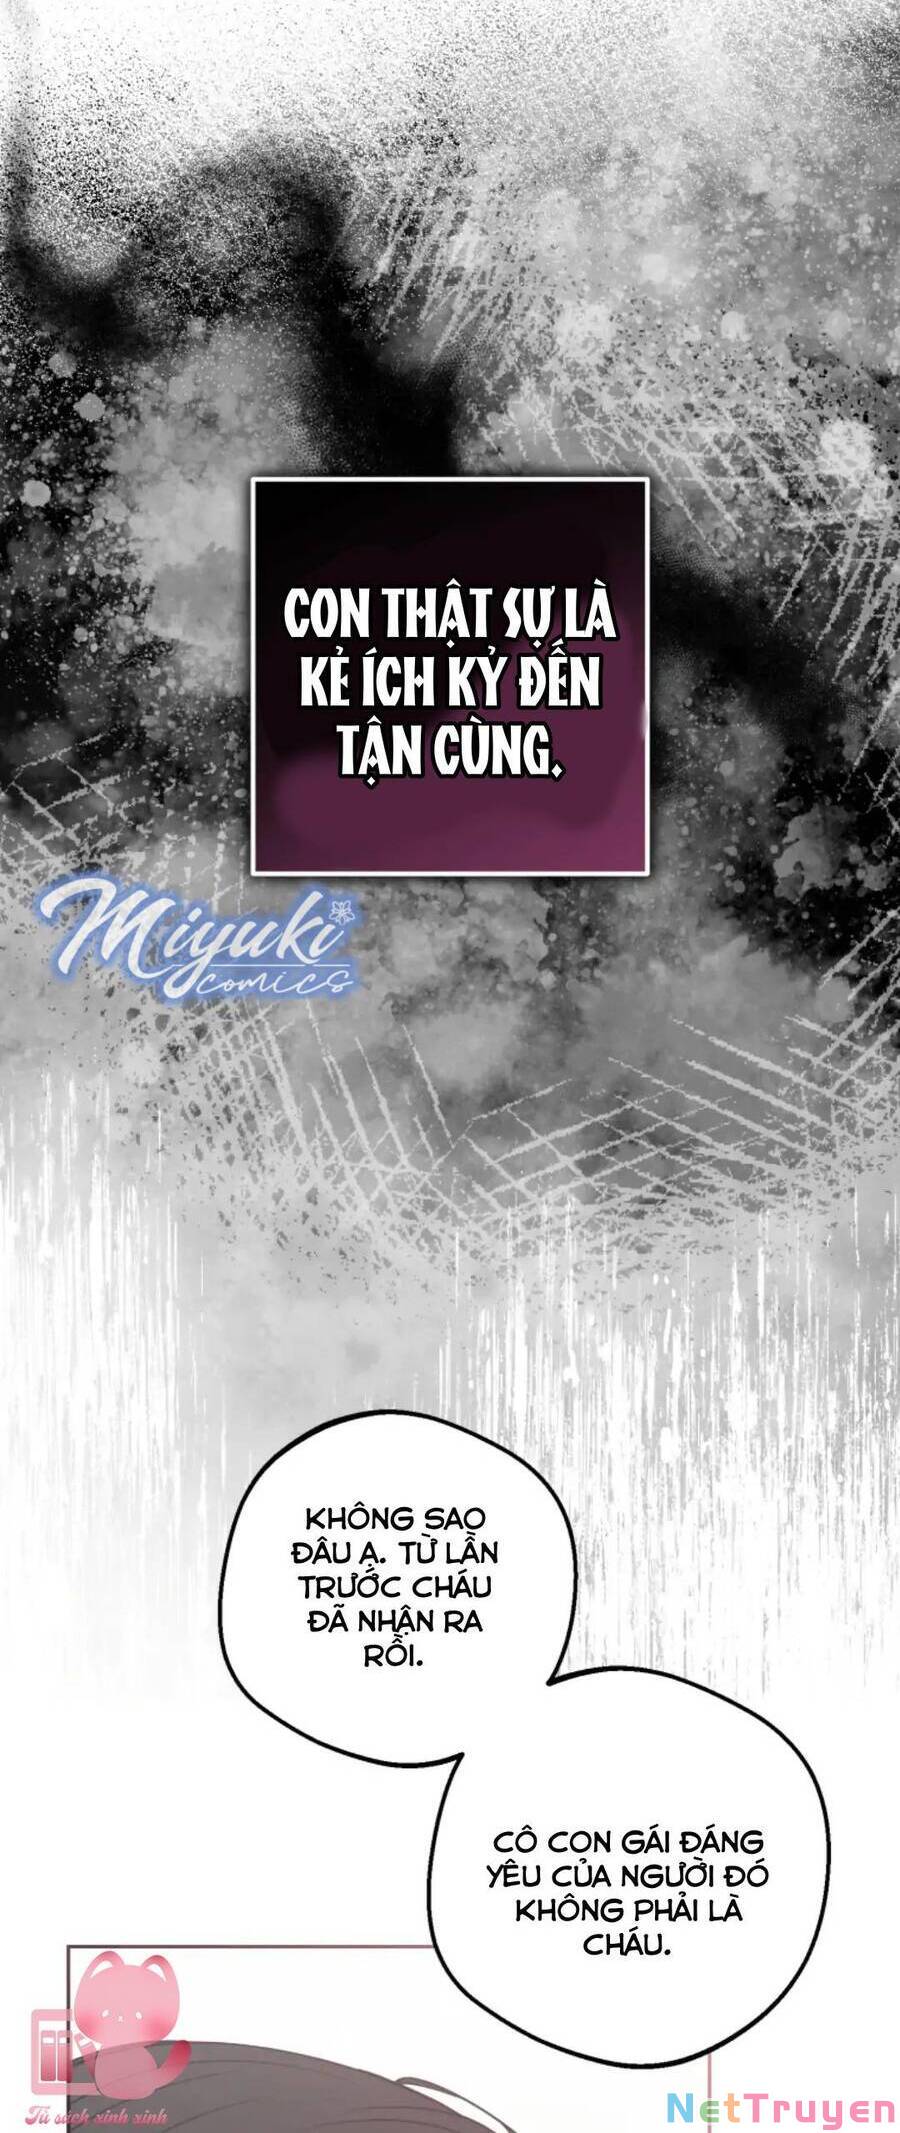 CON THẬT SỰ LÀ
KẺ ÍCH KỶ ĐẾN
TẬN CÙNG.
Miyuki
comics
KHÔNG SAO
ĐÂU Ạ. TỪ LẦN
TRƯỚC CHÁU
ĐÃ NHẬN RA
RỒI.
CÔ CON GÁI ĐÁNG
YÊU CỦA NGƯỜI ĐÓ
KHÔNG PHẢI LÀ
CHÁU.
Tủ sách xinh xinh
NETTRUYEN